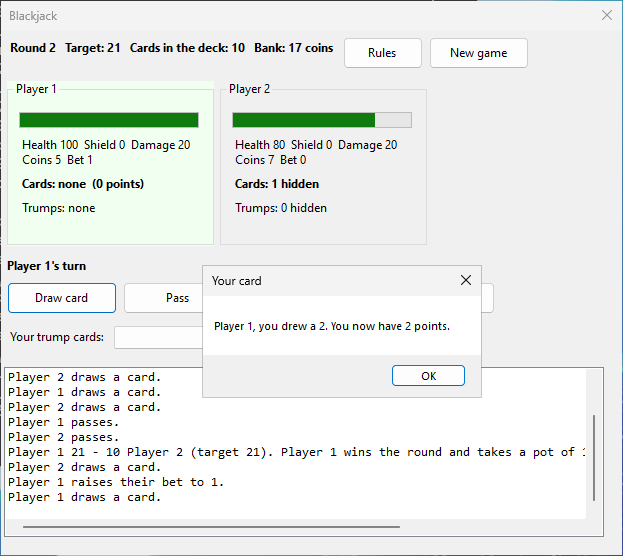 Blackjack
Round 2 Target: 21 Cards in the deck: 10 Bank: 17 coins
Rules
New game
Player 1
Health 100 Shield 0 Damage 20
Coins 5 Bet 1
Cards: none (0 points)
Trumps: none
Player 2
Health 80 Shield 0 Damage 20
Coins 7 Bet 0
Cards: 1 hidden
Trumps: 0 hidden
Player 1's turn
Draw card
Pass
Your trump cards:
Your card
Player 1, you drew a 2. You now have 2 points.
OK
Player 2 draws a card.
Player 1 draws a card.
Player 2 draws a card.
Player 1 passes.
Player 2 passes.
Player 1 21 - 10 Player 2 (target 21). Player 1 wins the round and takes a pot of
Player 2 draws a card.
Player 1 raises their bet to 1.
Player 1 draws a card.